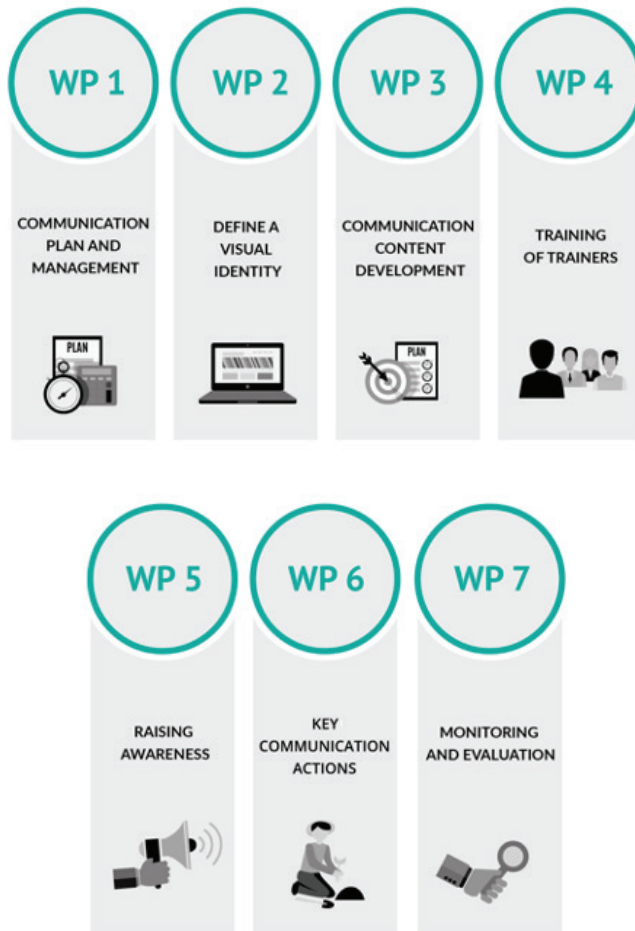 WP 1
WP 2
WP 3
WP 4
COMMUNICATION
PLAN AND
MANAGEMENT
DEFINE A
VISUAL
IDENTITY
COMMUNICATION
CONTENT
DEVELOPMENT
TRAINING
OF TRAINERS
PLAN
PLAN
WP 5
WP 6
WP 7
RAISING
AWARENESS
KEY
COMMUNICATION
ACTIONS
MONITORING
AND EVALUATION